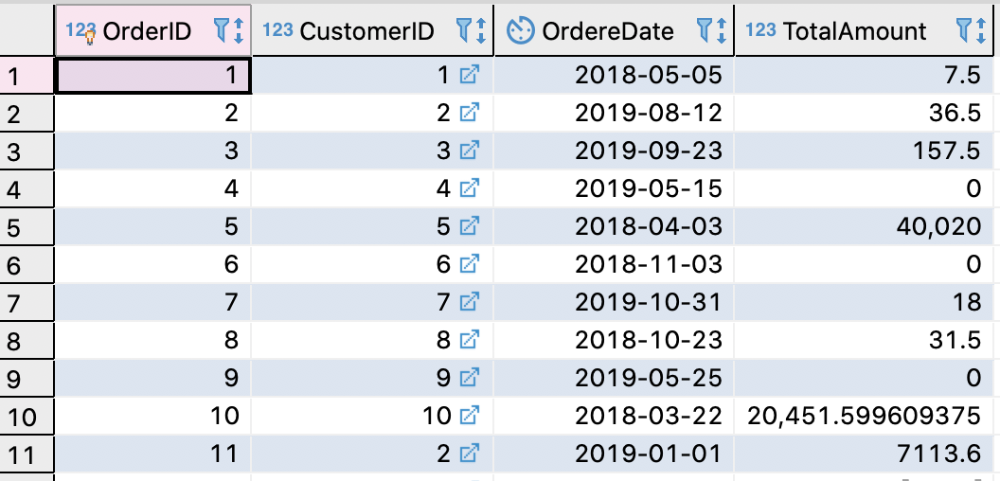 123 OrderID 123 CustomerID OrdereDate 123 TotalAmount
1 1 1 2018-05-05 7.5
2 2 2 2019-08-12 36.5
3 3 3 2019-09-23 157.5
4 4 4 2019-05-15 0
5 5 5 2018-04-03 40,020
6 6 6 2018-11-03 0
7 7 7 2019-10-31 18
8 8 8 2018-10-23 31.5
9 9 9 2019-05-25 0
10 10 10 2018-03-22 20,451.599609375
11 11 2 2019-01-01 7113.6